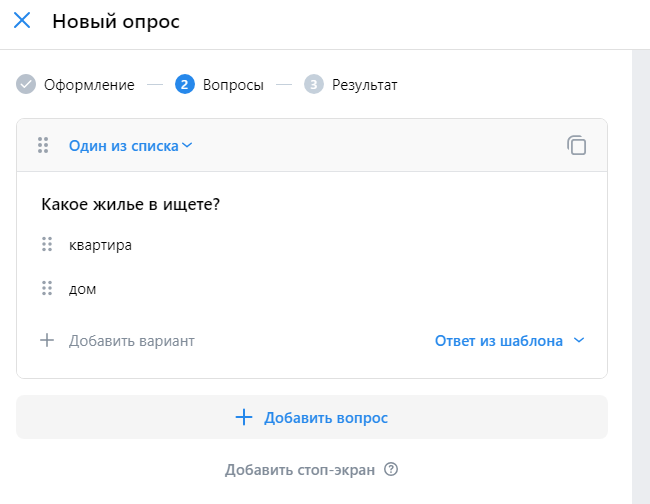 Новый опрос
Оформление
2 Вопросы
3 Результат
Один из списка
Какое жилье в ищете?
квартира
дом
Добавить вариант
Ответ из шаблона
Добавить вопрос
Добавить стоп-экран ?